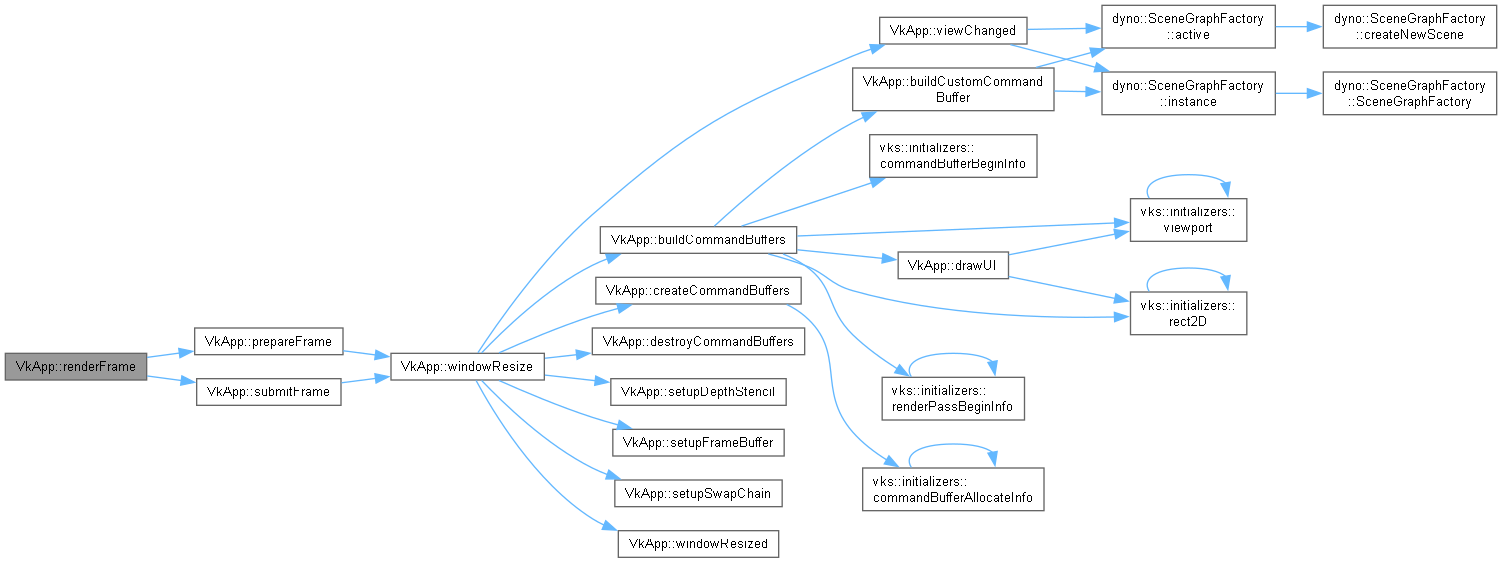 VkApp::renderFrame
VkApp::prepareFrame
VkApp::submitFrame
VkApp::windowResize
VkApp::viewChanged
VkApp::buildCustomCommand
Buffer
vks::initializers::
commandBufferBeginInfo
VkApp::buildCommandBuffers
VkApp::drawUI
VkApp::createCommandBuffers
VkApp::destroyCommandBuffers
VkApp::setupDepthStencil
VkApp::setupFrameBuffer
VkApp::setupSwapChain
VkApp::windowResized
vks::initializers::
renderPassBeginInfo
vks::initializers::
commandBufferAllocateInfo
dyno::SceneGraphFactory
::active
dyno::SceneGraphFactory
::createNewScene
dyno::SceneGraphFactory
::instance
dyno::SceneGraphFactory
::SceneGraphFactory
vks::initializers::
viewport
vks::initializers::
rect2D